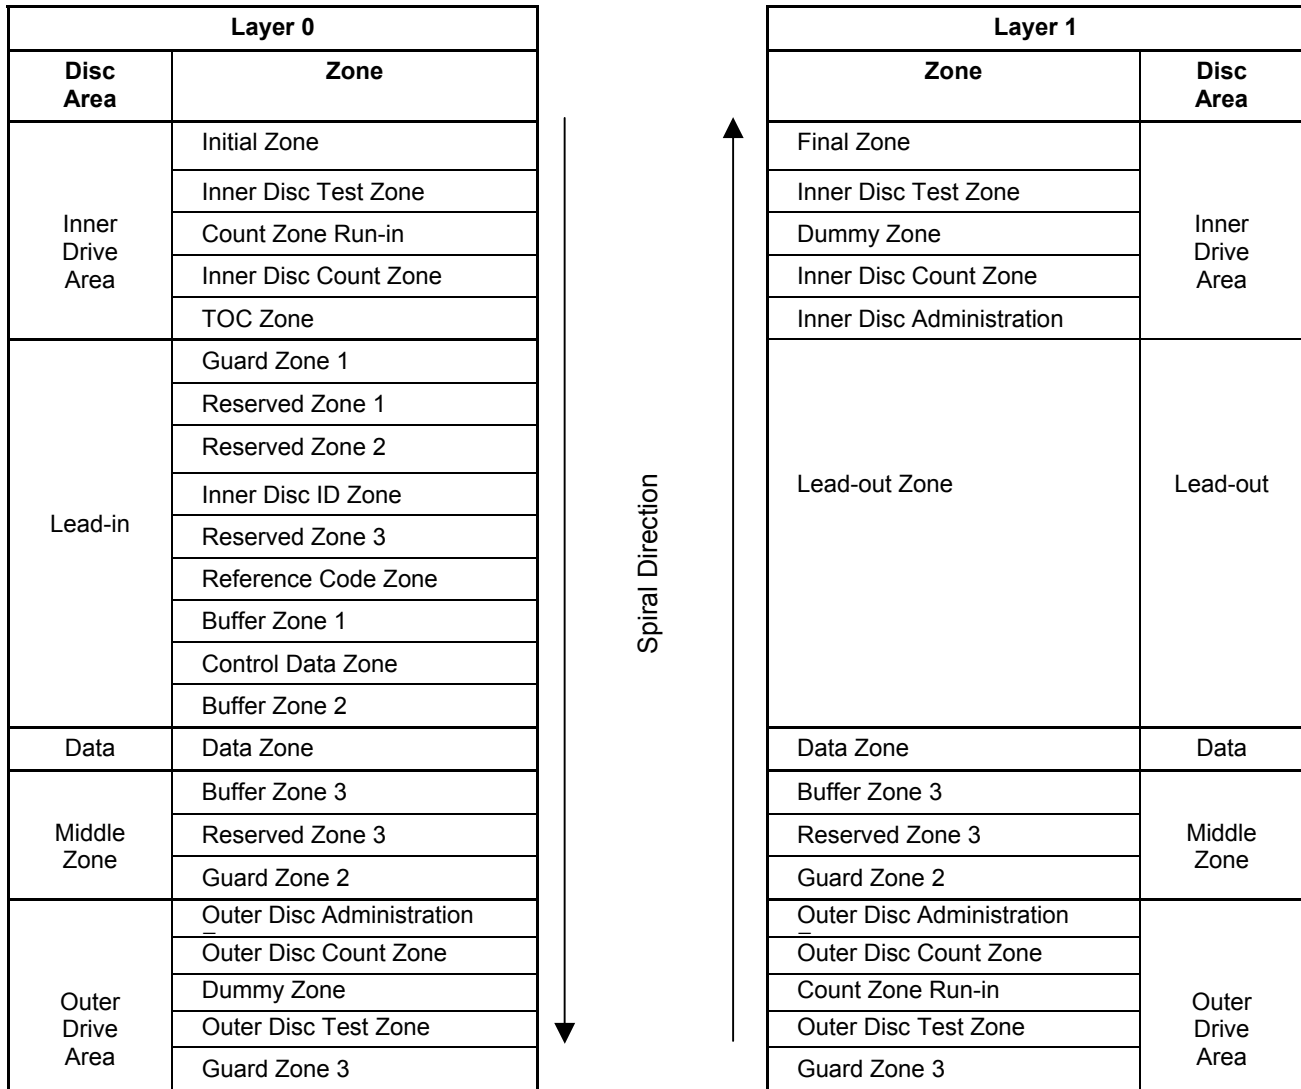 Layer 0
Disc Area
Zone
Inner Drive Area
Initial Zone
Inner Disc Test Zone
Count Zone Run-in
Inner Disc Count Zone
TOC Zone
Lead-in
Guard Zone 1
Reserved Zone 1
Reserved Zone 2
Inner Disc ID Zone
Reserved Zone 3
Reference Code Zone
Buffer Zone 1
Control Data Zone
Buffer Zone 2
Data
Data Zone
Middle Zone
Buffer Zone 3
Reserved Zone 3
Guard Zone 2
Outer Drive Area
Outer Disc Administration
Outer Disc Count Zone
Dummy Zone
Outer Disc Test Zone
Guard Zone 3
Spiral Direction
Layer 1
Zone
Disc Area
Final Zone
Inner Disc Test Zone
Dummy Zone
Inner Disc Count Zone
Inner Disc Administration
Inner Drive Area
Lead-out Zone
Lead-out
Data Zone
Data
Buffer Zone 3
Reserved Zone 3
Guard Zone 2
Middle Zone
Outer Disc Administration
Outer Disc Count Zone
Count Zone Run-in
Outer Disc Test Zone
Guard Zone 3
Outer Drive Area